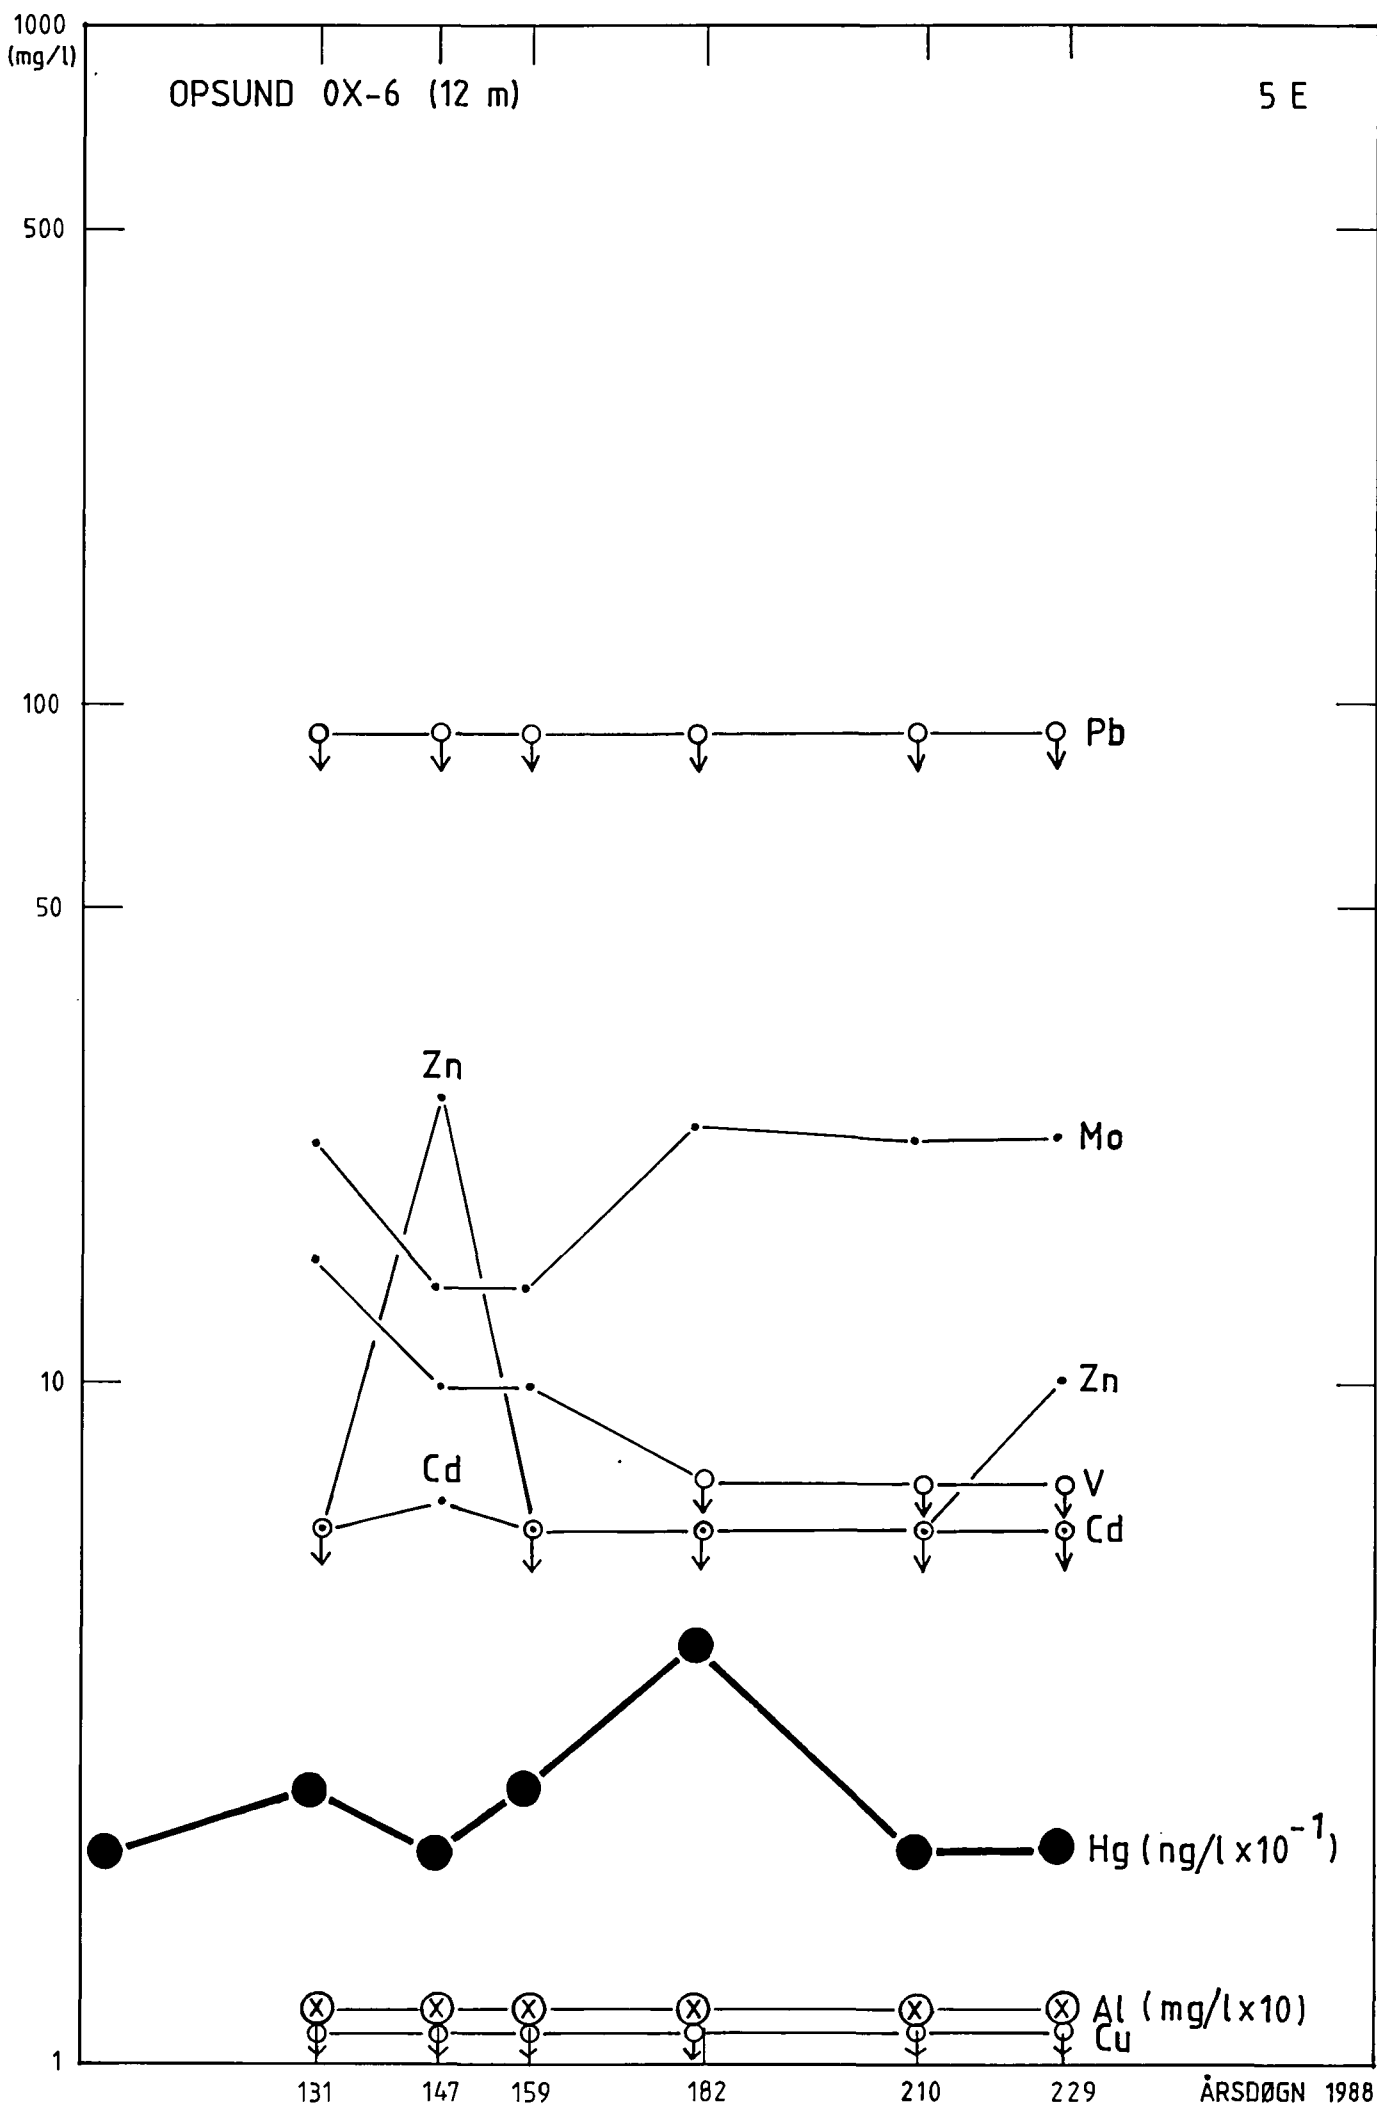 1000
(mg/l)
OPSUND OX-6 (12 m)
5 E
500
100
Pb
50
Zn
Mo
10
Zn
Cd
V
Cd
Hg (ng/l x10⁻¹)
Al (mg/l x10)
Cu
1
131 147 159 182 210 229 ÅRSDØGN 1988